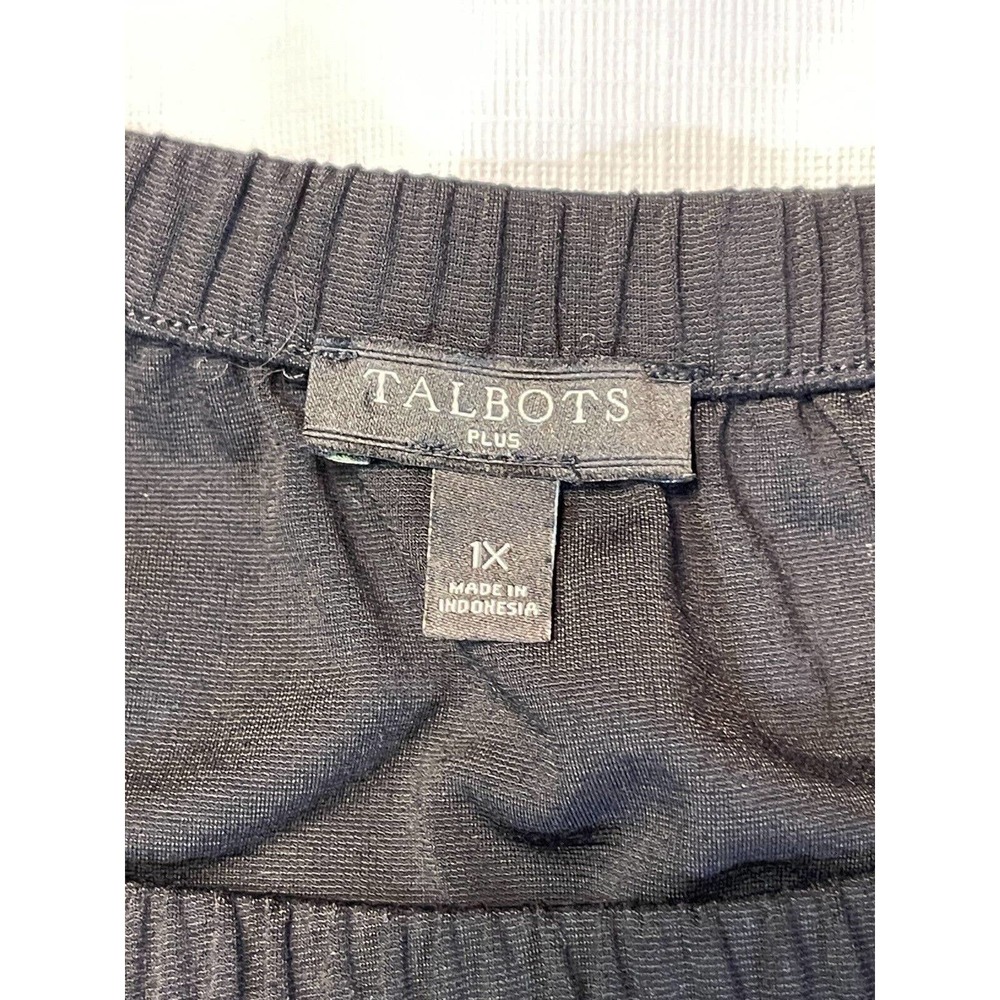 TALBOTS
PLUS
1X
MADE IN
INDONESIA